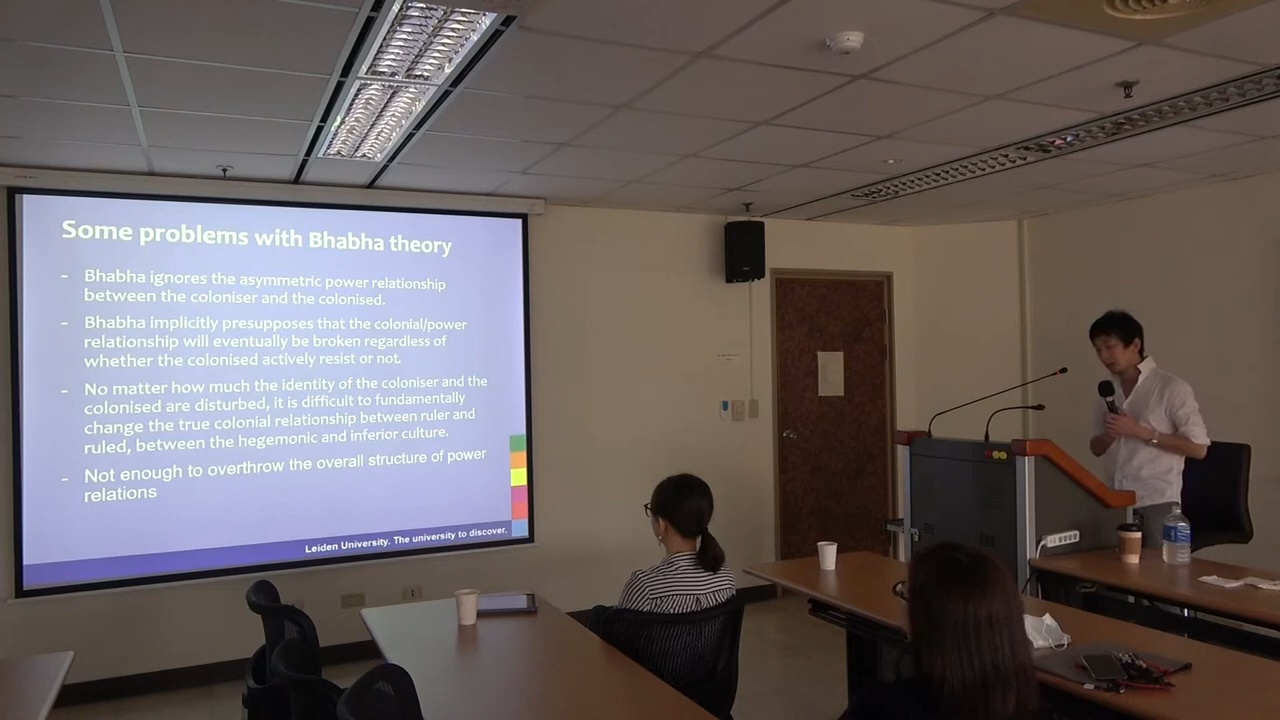 Some problems with Bhabha theory
- Bhabha ignores the asymmetric power relationship
between the coloniser and the colonised.
- Bhabha implicitly presupposes that the colonial/power
relationship will eventually be broken regardless of
whether the colonised actively resist or not.
- No matter how much the identity of the coloniser and the
colonised are disturbed, it is difficult to fundamentally
change the true colonial relationship between ruler and
ruled, between the hegemonic and inferior culture.
- Not enough to overthrow the overall structure of power
relations
Leiden University. The university to discover.